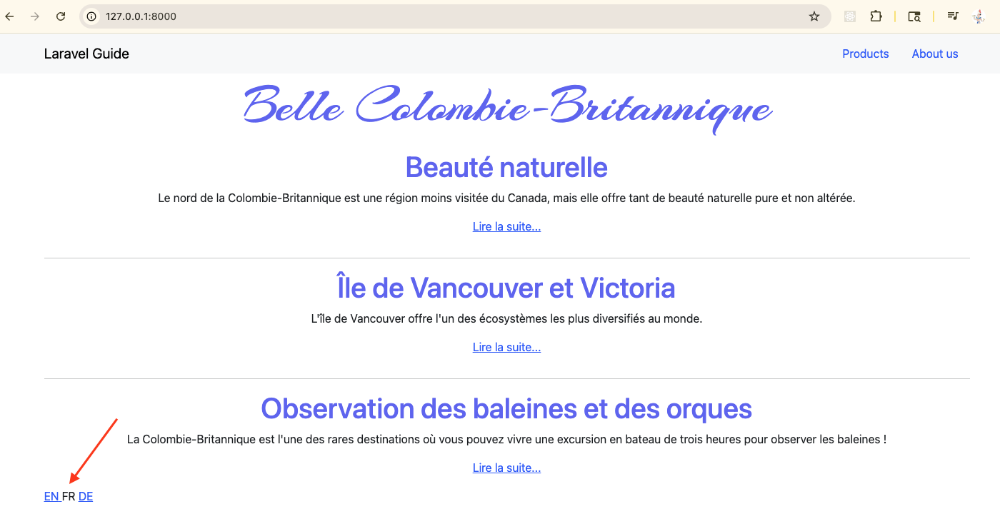 127.0.0.1:8000
Laravel Guide Products About us
Belle Colombie-Britannique
Beauté naturelle
Le nord de la Colombie-Britannique est une région moins visitée du Canada, mais elle offre tant de beauté naturelle pure et non altérée.
Lire la suite...
Île de Vancouver et Victoria
L'île de Vancouver offre l'un des écosystèmes les plus diversifiés au monde.
Lire la suite...
Observation des baleines et des orques
La Colombie-Britannique est l'une des rares destinations où vous pouvez vivre une excursion en bateau de trois heures pour observer les baleines !
Lire la suite...
EN FR DE